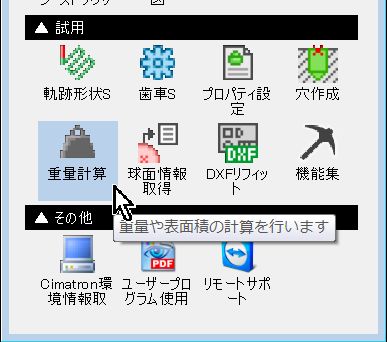 ▲ 試用
軌跡形状S 歯車S プロパティ設 穴作成
定
重量計算 球面情報 DXFリフィッ 機能集
取得 ト
DXF
▲ その他
重量や表面積の計算を行います
PDF
Cimatron環 ユーザープロ リモートサポ
境情報取 グラム使用 ート